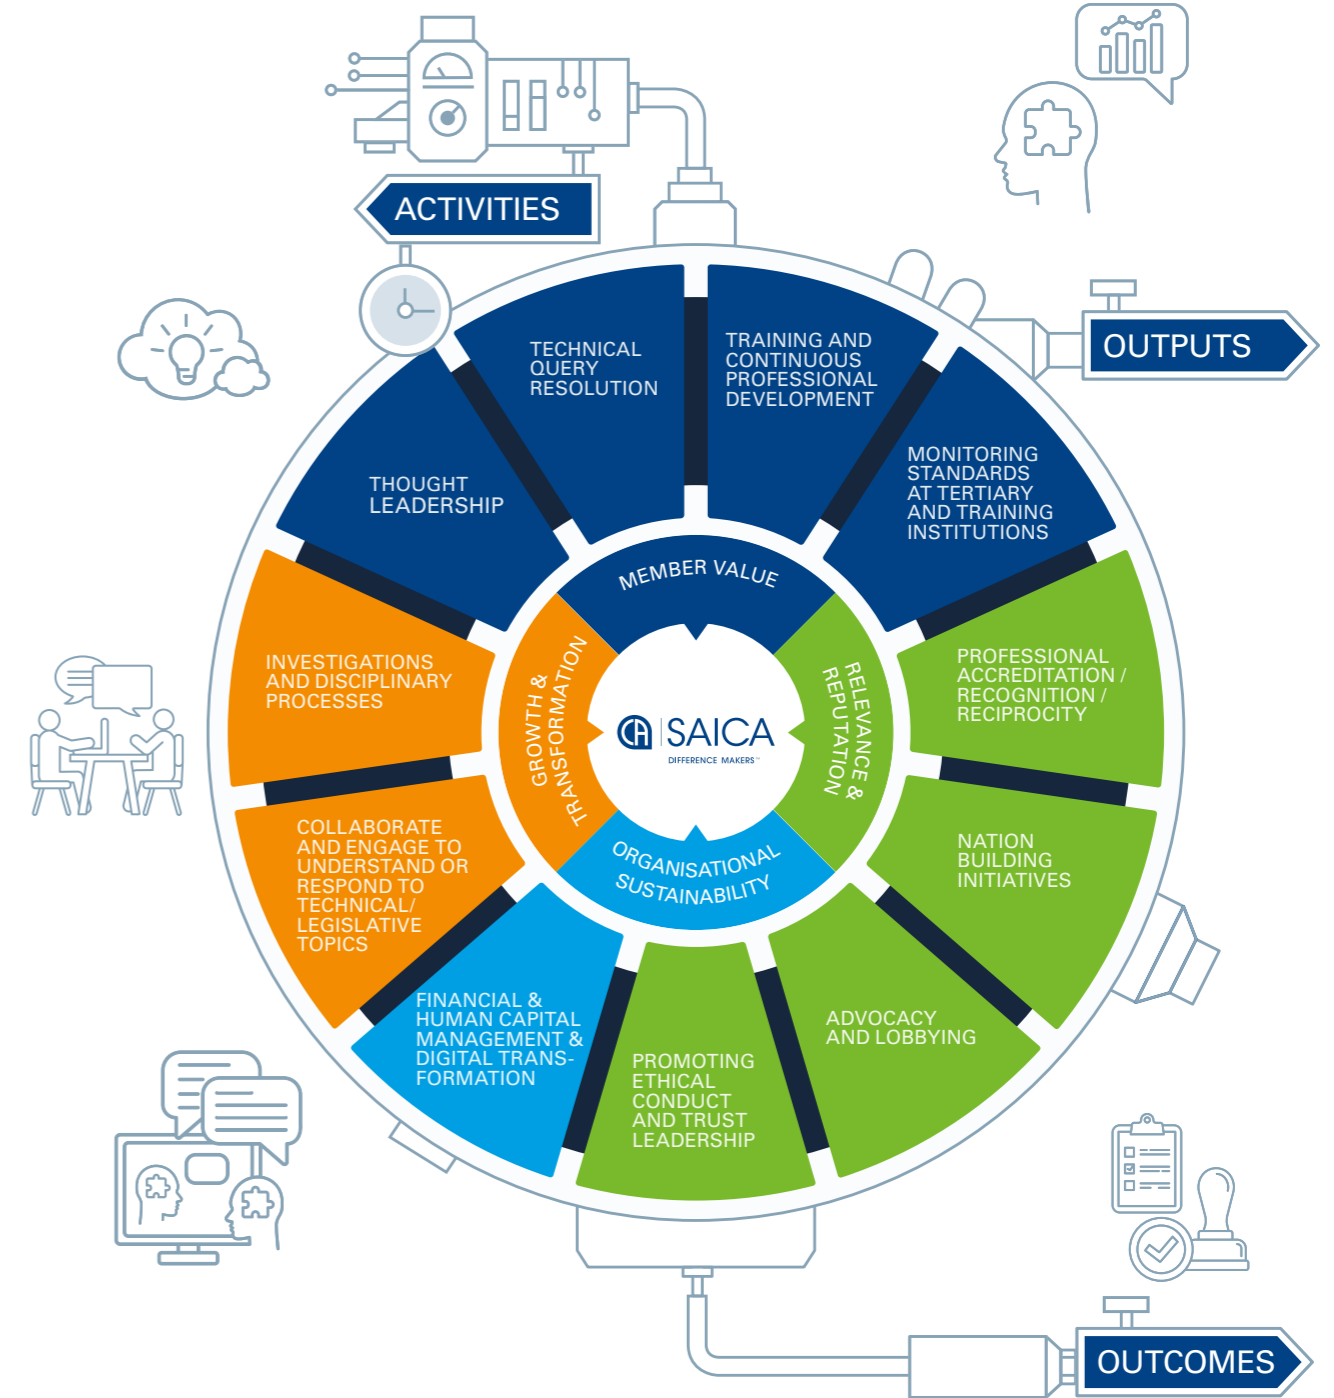 ACTIVITIES
OUTPUTS
TECHNICAL
QUERY
RESOLUTION
TRAINING AND
CONTINUOUS
PROFESSIONAL
DEVELOPMENT
MONITORING
STANDARDS
AT TERTIARY
AND TRAINING
INSTITUTIONS
THOUGHT
LEADERSHIP
MEMBER VALUE
INVESTIGATIONS
AND DISCIPLINARY
PROCESSES
GROWTH &
TRANSFORMATION
CA SAICA
DIFFERENCE MAKERS™
RELEVANCE &
REPUTATION
PROFESSIONAL
ACCREDITATION /
RECOGNITION /
RECIPROCITY
COLLABORATE
AND ENGAGE TO
UNDERSTAND OR
RESPOND TO
TECHNICAL/
LEGISLATIVE
TOPICS
ORGANISATIONAL
SUSTAINABILITY
NATION
BUILDING
INITIATIVES
FINANCIAL &
HUMAN CAPITAL
MANAGEMENT &
DIGITAL TRANS-
FORMATION
PROMOTING
ETHICAL
CONDUCT
AND TRUST
LEADERSHIP
ADVOCACY
AND LOBBYING
OUTCOMES